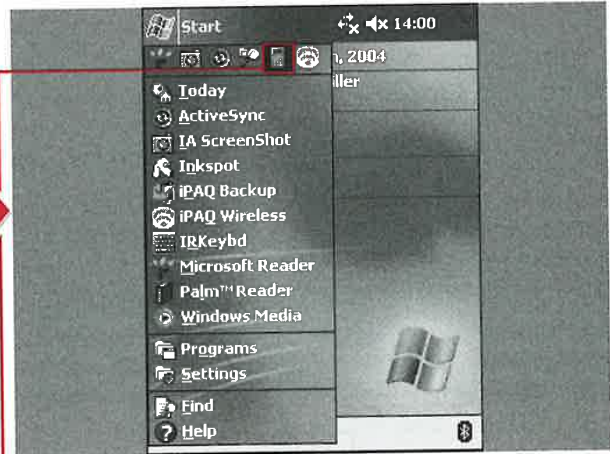 Start 14:00
, 2004
iller
Today
ActiveSync
IA ScreenShot
Inkspot
iPAQ Backup
iPAQ Wireless
IRKeybd
Microsoft Reader
Palm™ Reader
Windows Media
Programs
Settings
Find
Help